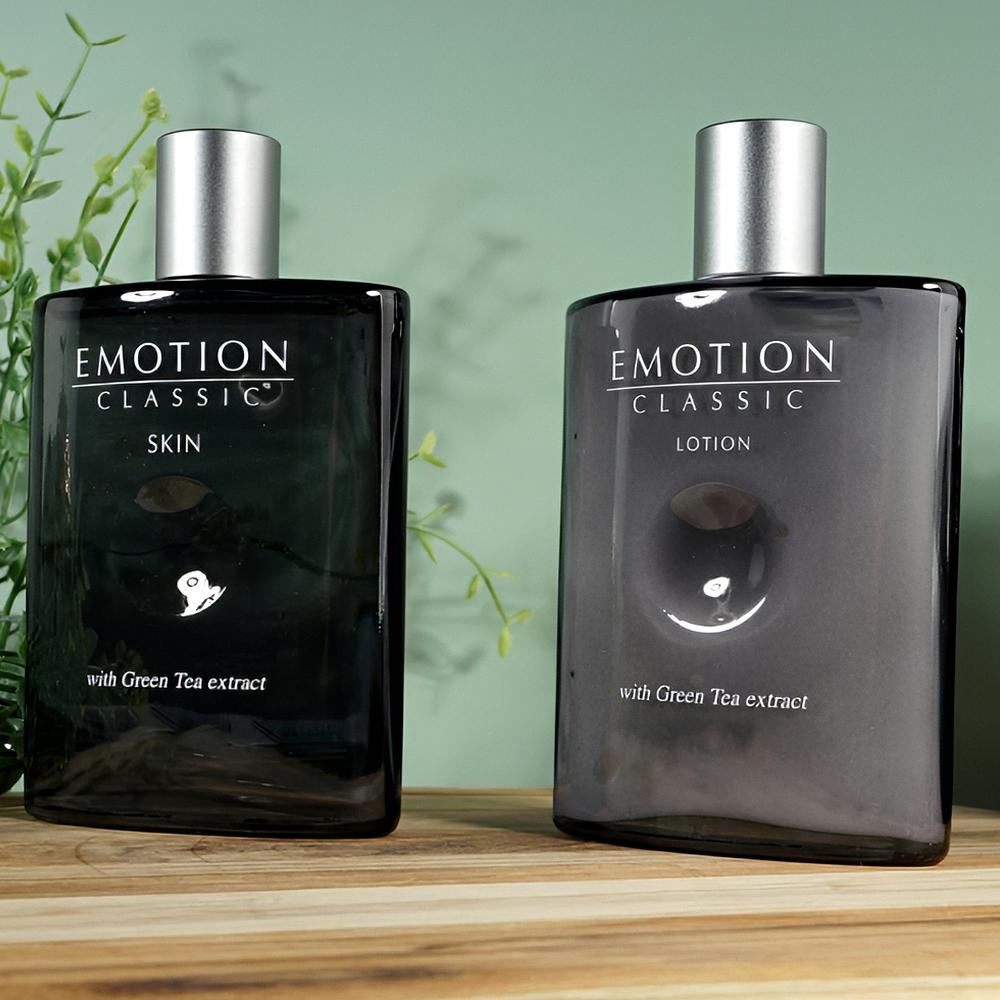 EMOTION
CLASSIC
SKIN
with Green Tea extract
EMOTION
CLASSIC
LOTION
with Green Tea extract